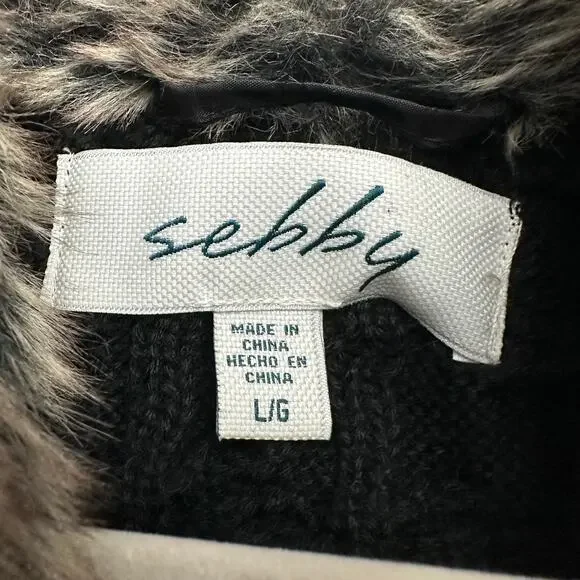 sebby
MADE IN
CHINA
HECHO EN
CHINA
L/G